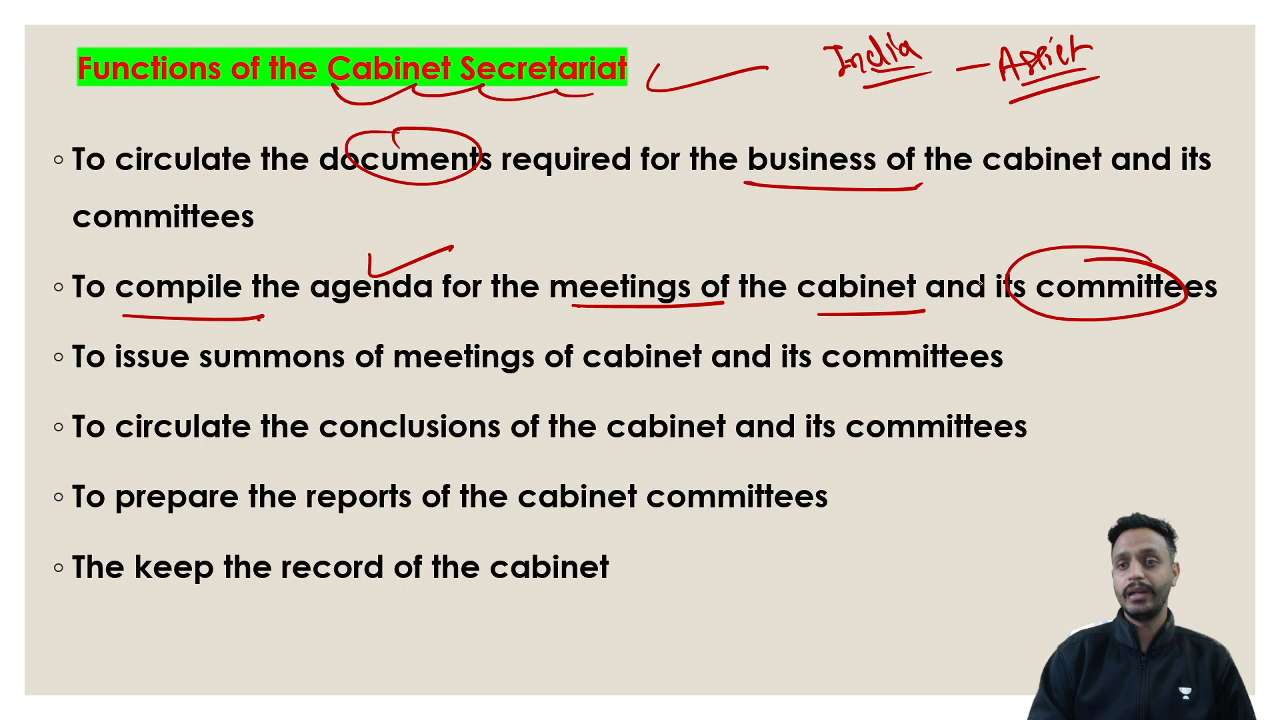 Functions of the Cabinet Secretariat
India - Assist
◦ To circulate the documents required for the business of the cabinet and its
committees
◦ To compile the agenda for the meetings of the cabinet and its committees
◦ To issue summons of meetings of cabinet and its committees
◦ To circulate the conclusions of the cabinet and its committees
◦ To prepare the reports of the cabinet committees
◦ The keep the record of the cabinet